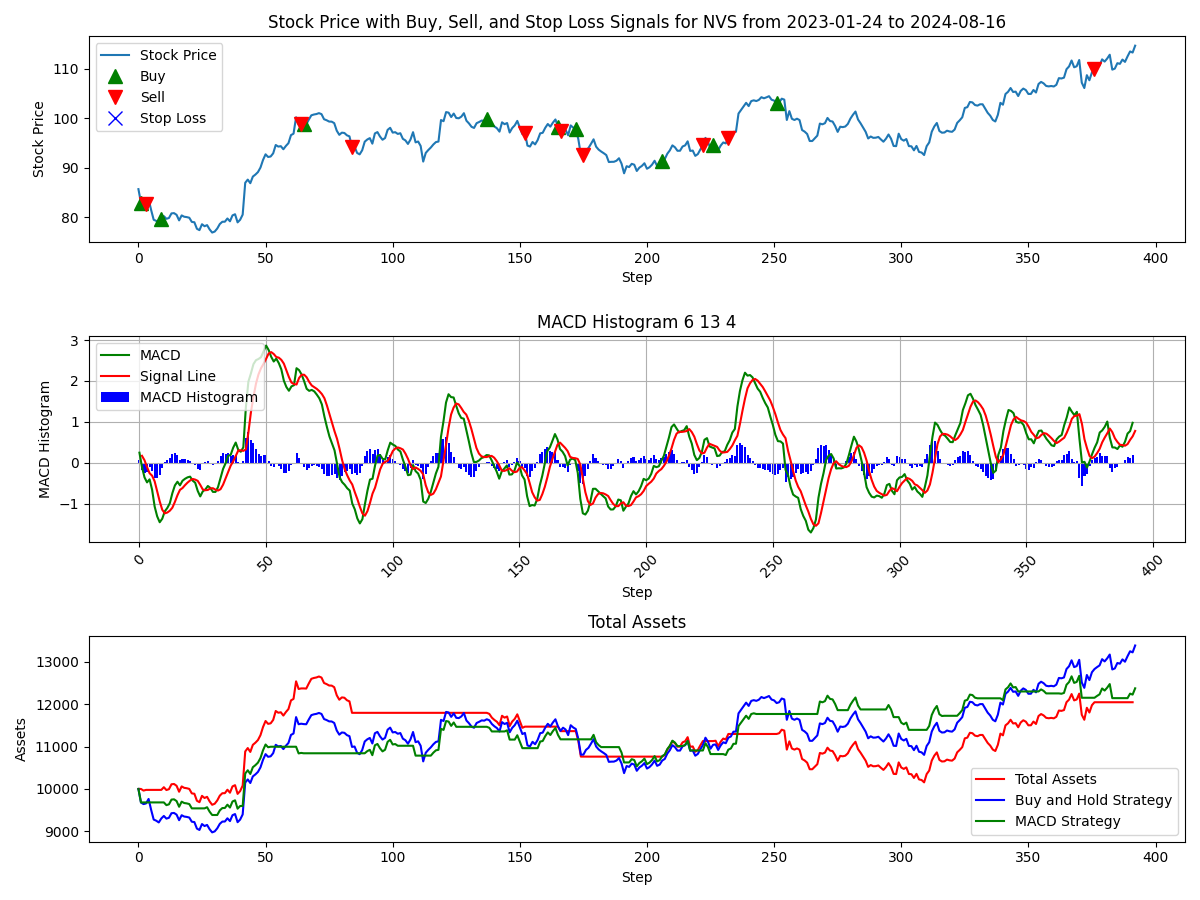 Stock Price with Buy, Sell, and Stop Loss Signals for NVS from 2023-01-24 to 2024-08-16
Stock Price
110
100
90
80
Stock Price
Buy
Sell
Stop Loss
0 50 100 150 200 250 300 350 400
Step
MACD Histogram 6 13 4
MACD Histogram
3
2
1
0
−1
MACD
Signal Line
MACD Histogram
0 50 100 150 200 250 300 350 400
Step
Total Assets
Assets
13000
12000
11000
10000
9000
Total Assets
Buy and Hold Strategy
MACD Strategy
0 50 100 150 200 250 300 350 400
Step